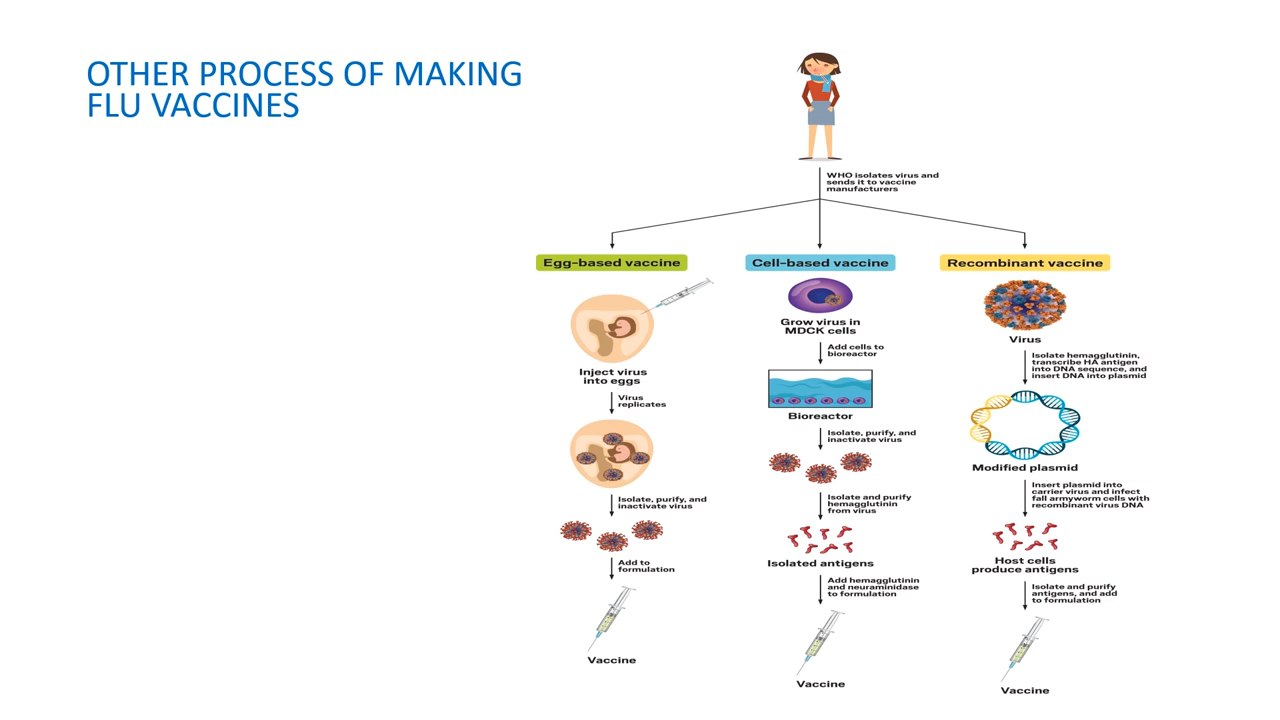 OTHER PROCESS OF MAKING
FLU VACCINES
WHO isolates virus and
sends it to vaccine
manufacturers
Egg-based vaccine
Inject virus
into eggs
Virus
replicates
Isolate, purify, and
inactivate virus
Add to
formulation
Vaccine
Cell-based vaccine
Grow virus in
MDCK cells
Add cells to
bioreactor
Bioreactor
Isolate, purify, and
inactivate virus
Isolate and purify
hemagglutinin
from virus
Isolated antigens
Add hemagglutinin
and neuraminidase
to formulation
Vaccine
Recombinant vaccine
Virus
Isolate hemagglutinin,
transcribe HA antigen
into DNA sequence, and
insert DNA into plasmid
Modified plasmid
Insert plasmid into
carrier virus and infect
fall armyworm cells with
recombinant virus DNA
Host cells
produce antigens
Isolate and purify
antigens, and add
to formulation
Vaccine